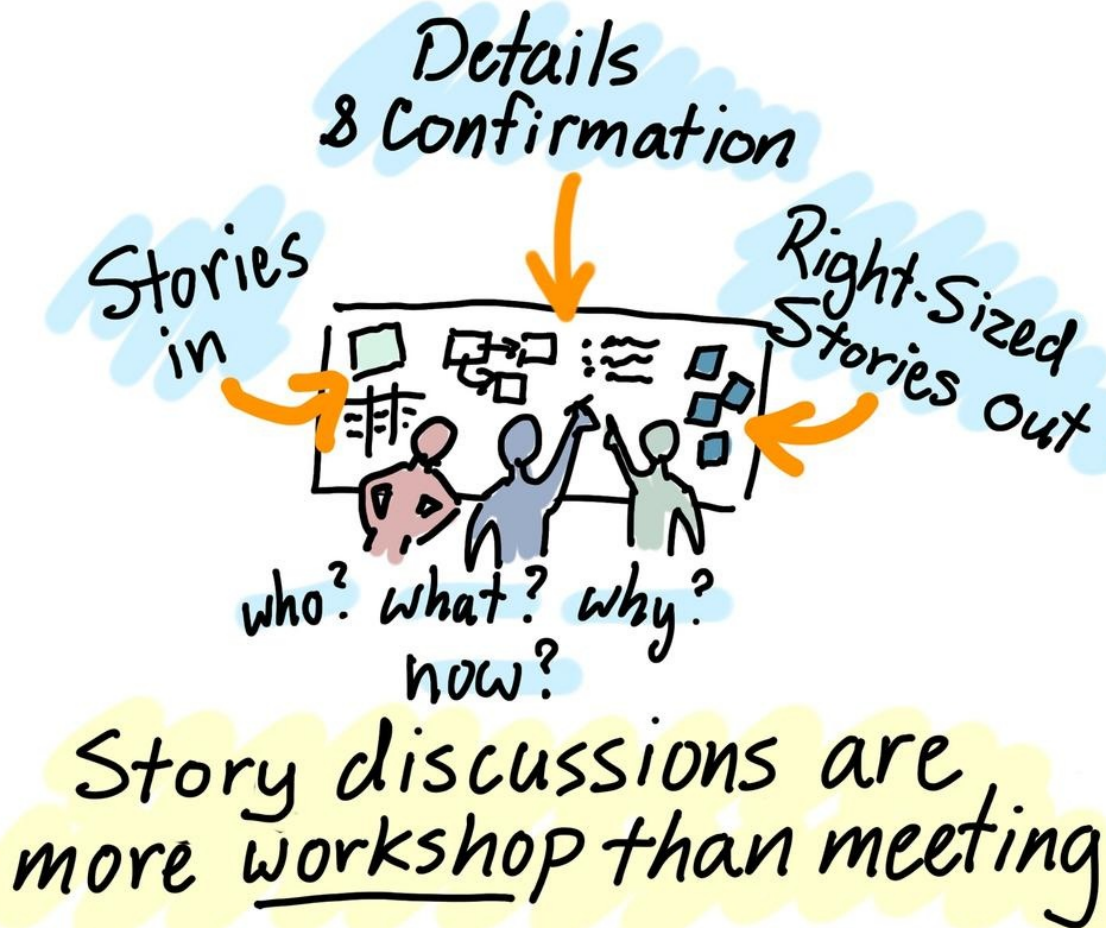 Details
& Confirmation
Stories
in
Right-Sized
Stories out
who? what? why?
now?
Story discussions are
more workshop than meeting